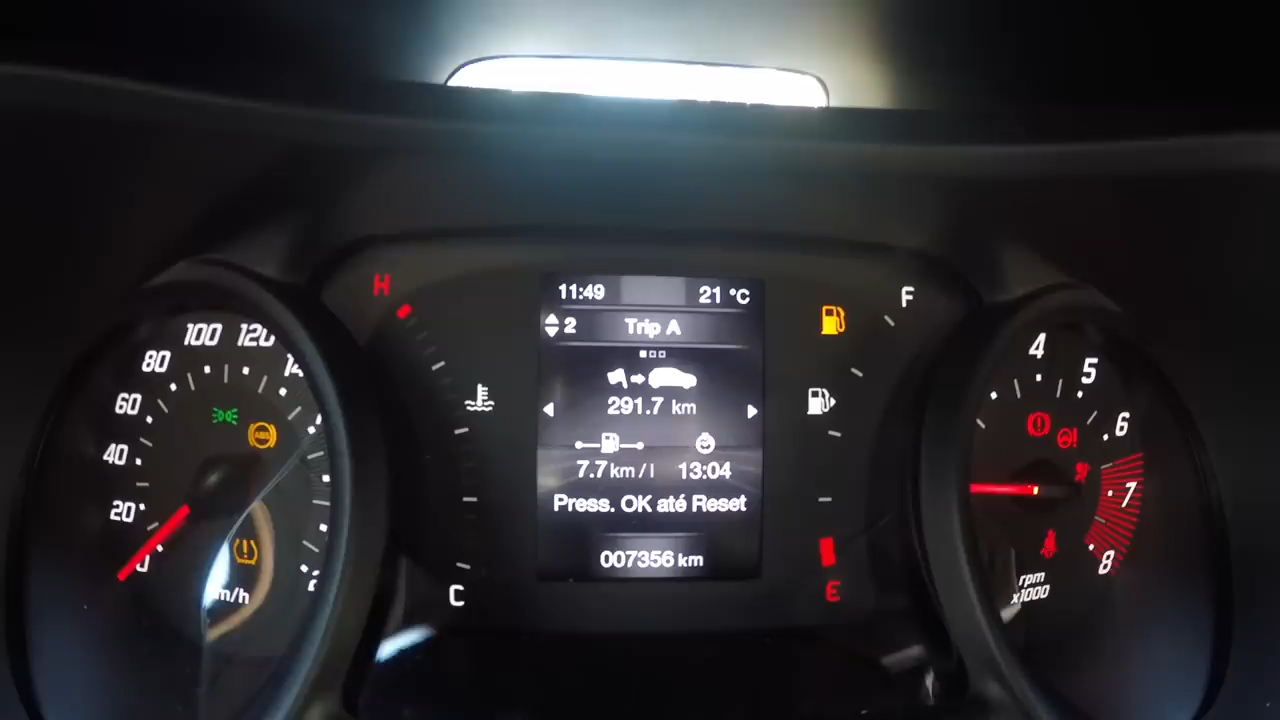 11:49 21 °C
2 Trip A
291.7 km
7.7 km/l 13:04
Press. OK até Reset
007356 km
H
C
F
E
100 120
80
60
40
20
0
ABS
4
5
6
7
8
rpm
x1000